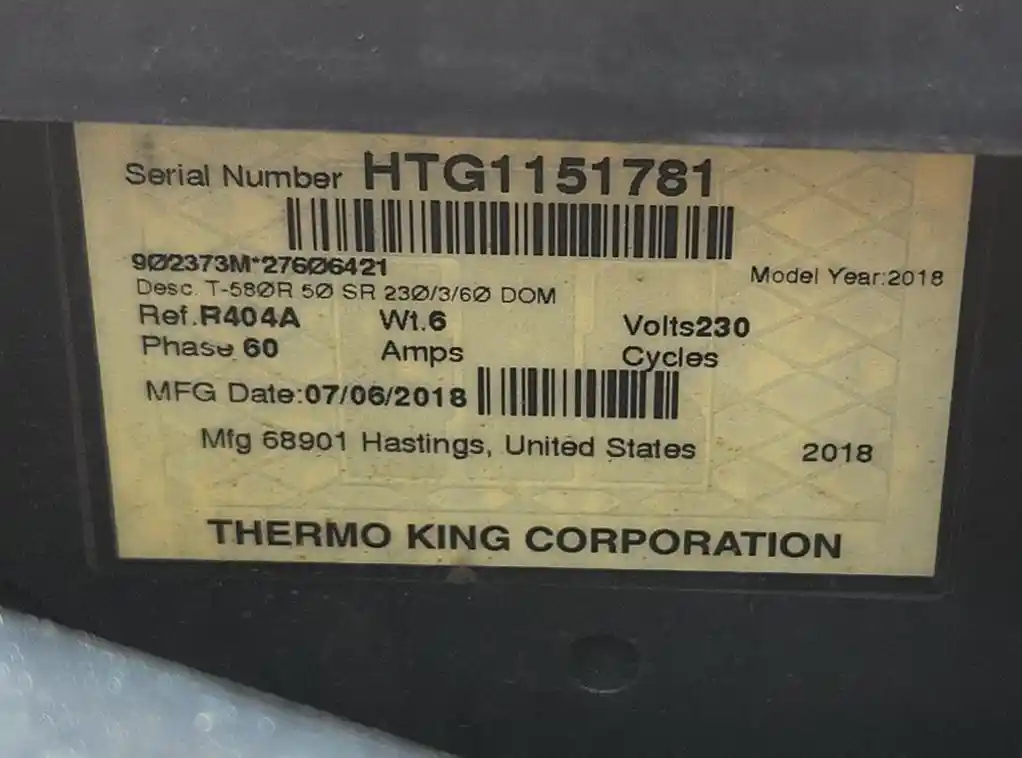 Serial Number HTG1151781
9Ø2373M*276Ø6421
Model Year:2018
Desc. T-58ØR 5Ø SR 23Ø/3/6Ø DOM
Ref.R404A Wt.6 Volts230
Phase 60 Amps Cycles
MFG Date:07/06/2018
Mfg 68901 Hastings, United States 2018
THERMO KING CORPORATION